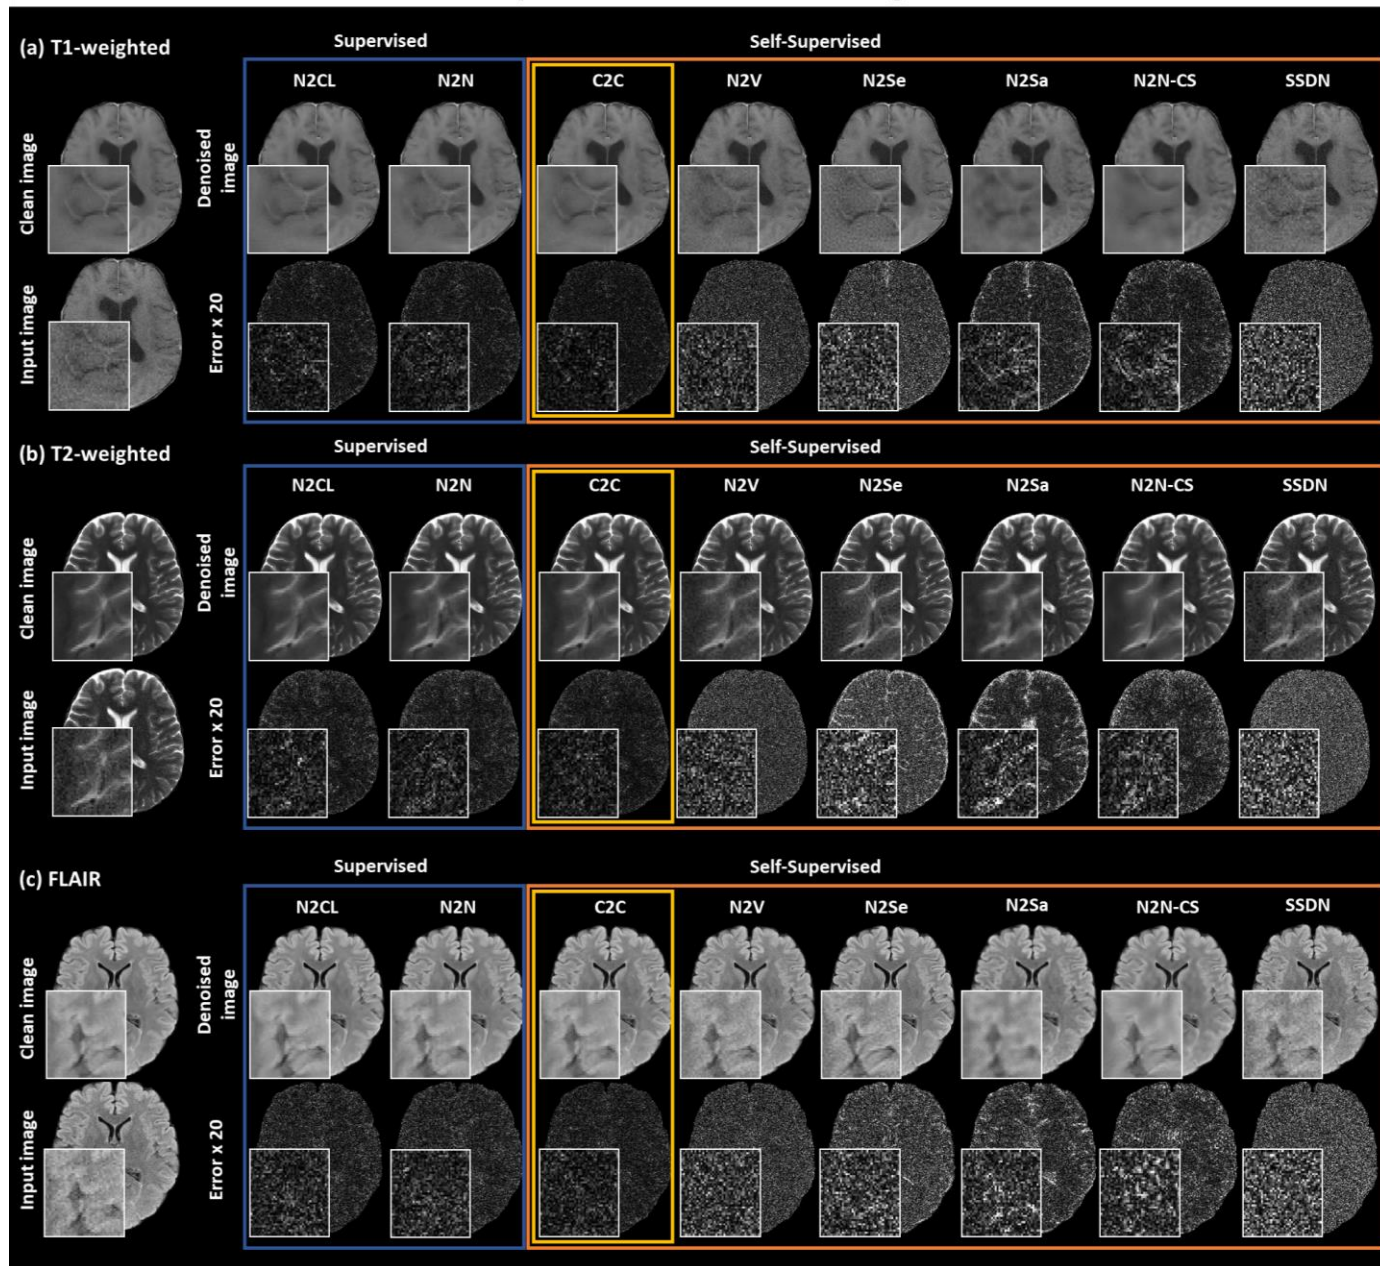 (a) T1-weighted
Supervised
Self-Supervised
N2CL N2N C2C N2V N2Se N2Sa N2N-CS SSDN
Clean image
Denoised
image
Input image
Error x 20
(b) T2-weighted
Supervised
Self-Supervised
N2CL N2N C2C N2V N2Se N2Sa N2N-CS SSDN
Clean image
Denoised
image
Input image
Error x 20
(c) FLAIR
Supervised
Self-Supervised
N2CL N2N C2C N2V N2Se N2Sa N2N-CS SSDN
Clean image
Denoised
image
Input image
Error x 20